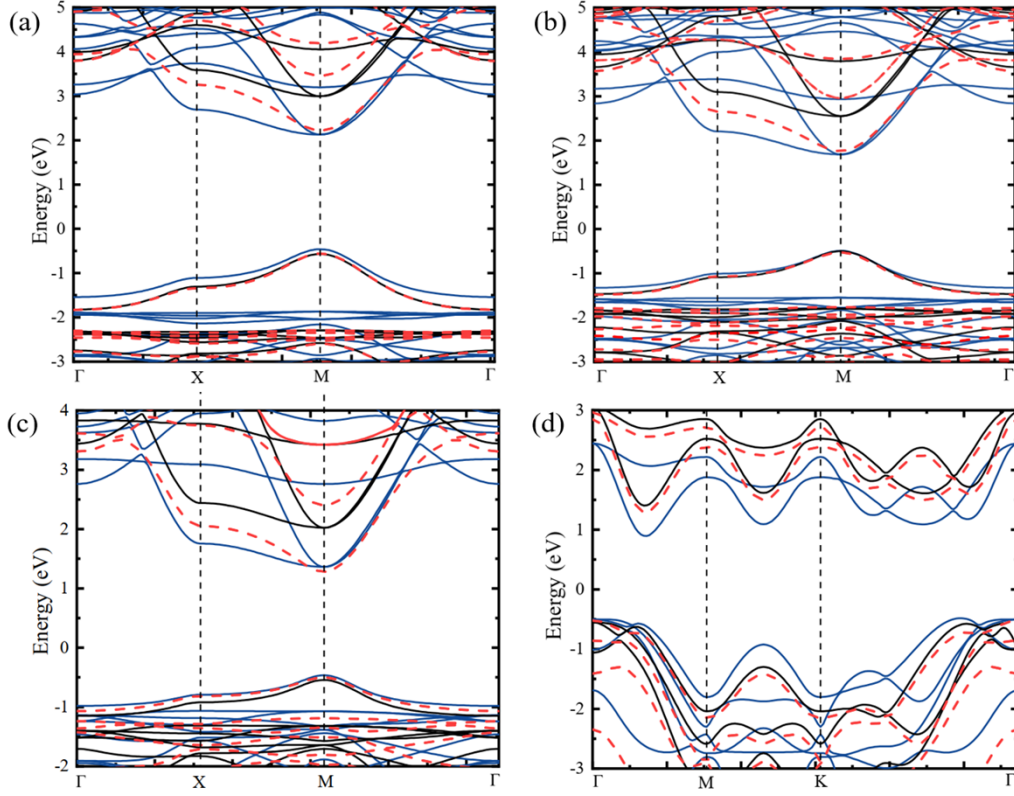 (a)
Energy (eV)
5
4
3
2
1
0
-1
-2
-3
Γ X M Γ
(b)
Energy (eV)
5
4
3
2
1
0
-1
-2
-3
Γ X M Γ
(c)
Energy (eV)
4
3
2
1
0
-1
-2
Γ X M Γ
(d)
Energy (eV)
3
2
1
0
-1
-2
-3
Γ M K Γ